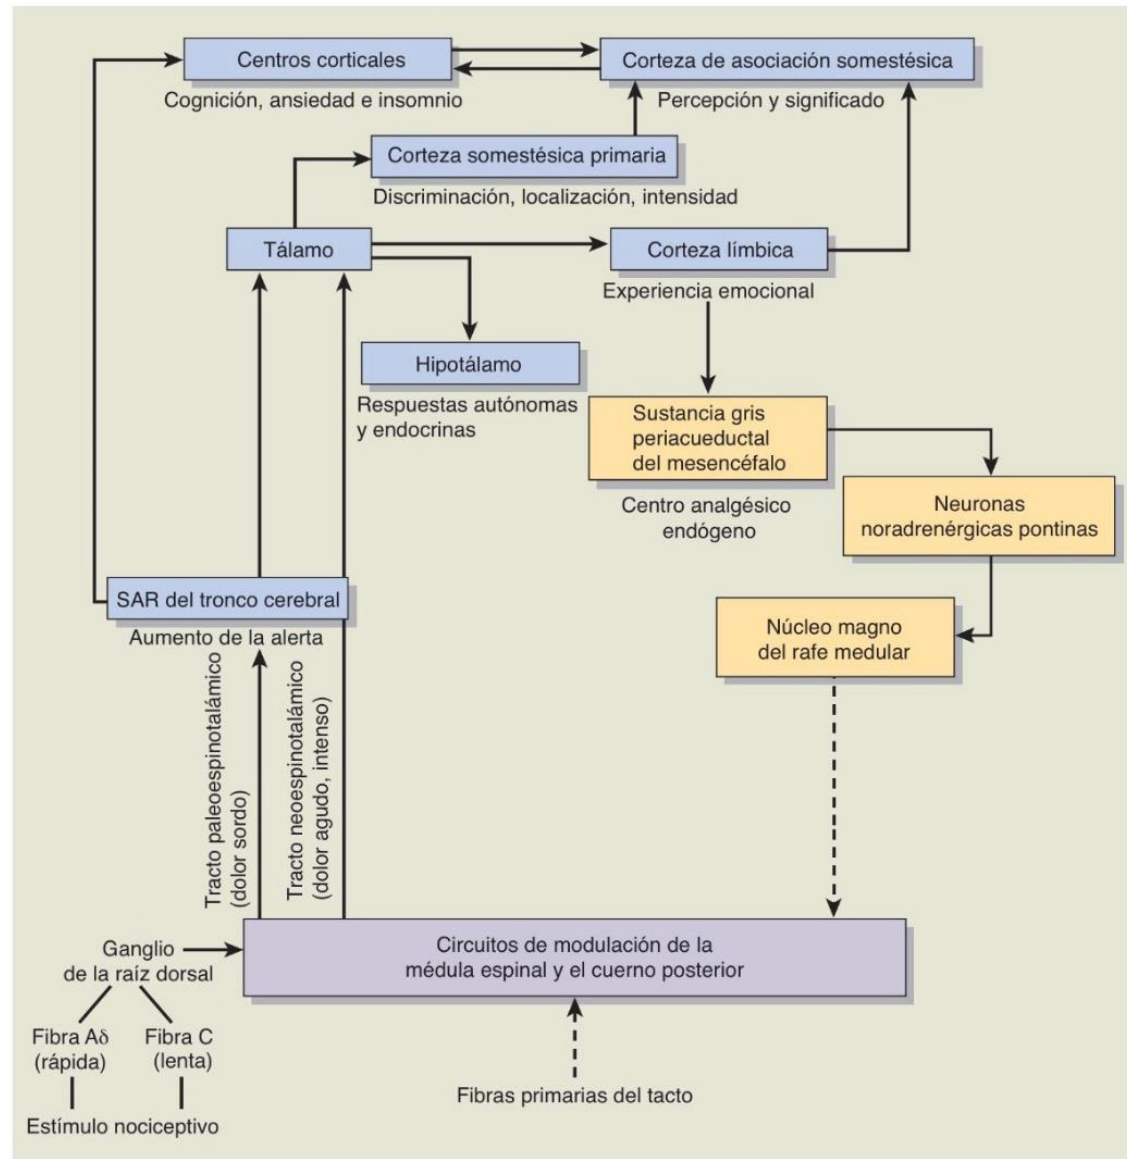 Centros corticales
Corteza de asociación somestésica
Cognición, ansiedad e insomnio
Percepción y significado
Corteza somestésica primaria
Discriminación, localización, intensidad
Tálamo
Corteza límbica
Experiencia emocional
Hipotálamo
Respuestas autónomas
y endocrinas
Sustancia gris
periacueductal
del mesencéfalo
Centro analgésico
endógeno
Neuronas
noradrenérgicas pontinas
SAR del tronco cerebral
Aumento de la alerta
Núcleo magno
del rafe medular
Tracto paleoespinotalámico
(dolor sordo)
Tracto neoespinotalámico
(dolor agudo, intenso)
Circuitos de modulación de la
médula espinal y el cuerno posterior
Ganglio
de la raíz dorsal
Fibra Aδ
(rápida)
Fibra C
(lenta)
Estímulo nociceptivo
Fibras primarias del tacto